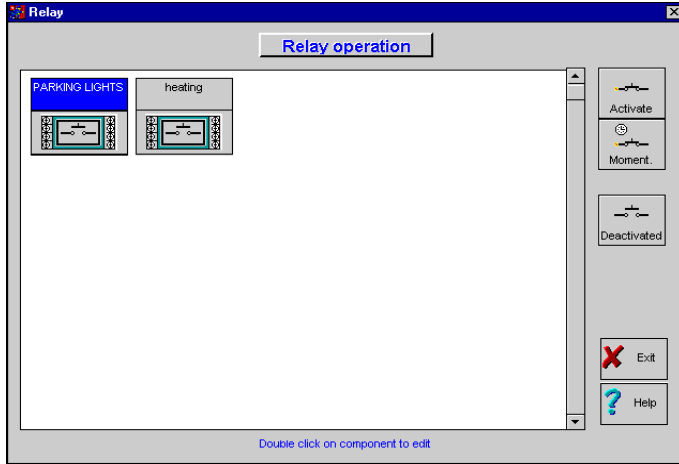 Relay
Relay operation
PARKING LIGHTS
heating
Activate
Moment.
Deactivated
Exit
Help
Double click on component to edit